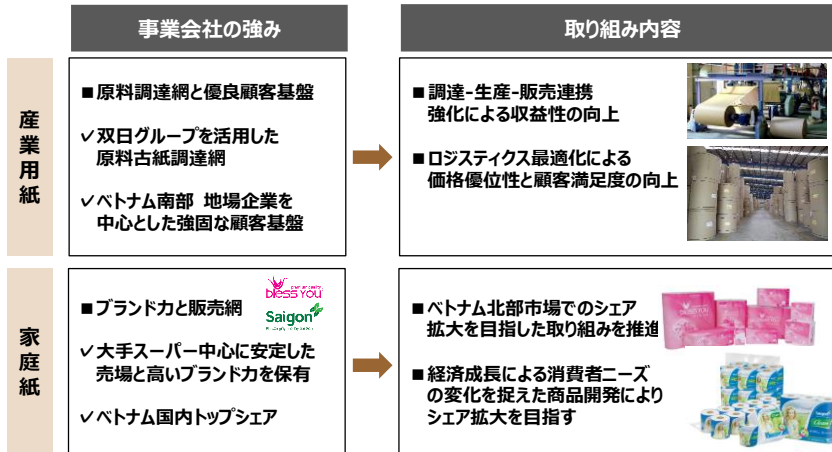 事業会社の強み
取り組み内容
産業用紙
■原料調達網と優良顧客基盤
✓双日グループを活用した
原料古紙調達網
✓ベトナム南部 地場企業を
中心とした強固な顧客基盤
■調達-生産-販売連携
強化による収益性の向上
■ロジスティクス最適化による
価格優位性と顧客満足度の向上
家庭紙
■ブランド力と販売網
bless you
Saigon
✓大手スーパー中心に安定した
売場と高いブランド力を保有
✓ベトナム国内トップシェア
■ベトナム北部市場でのシェア
拡大を目指した取り組みを推進
■経済成長による消費者ニーズ
の変化を捉えた商品開発により
シェア拡大を目指す